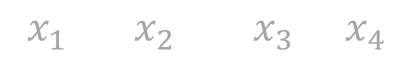 x₁ x₂ x₃ x₄